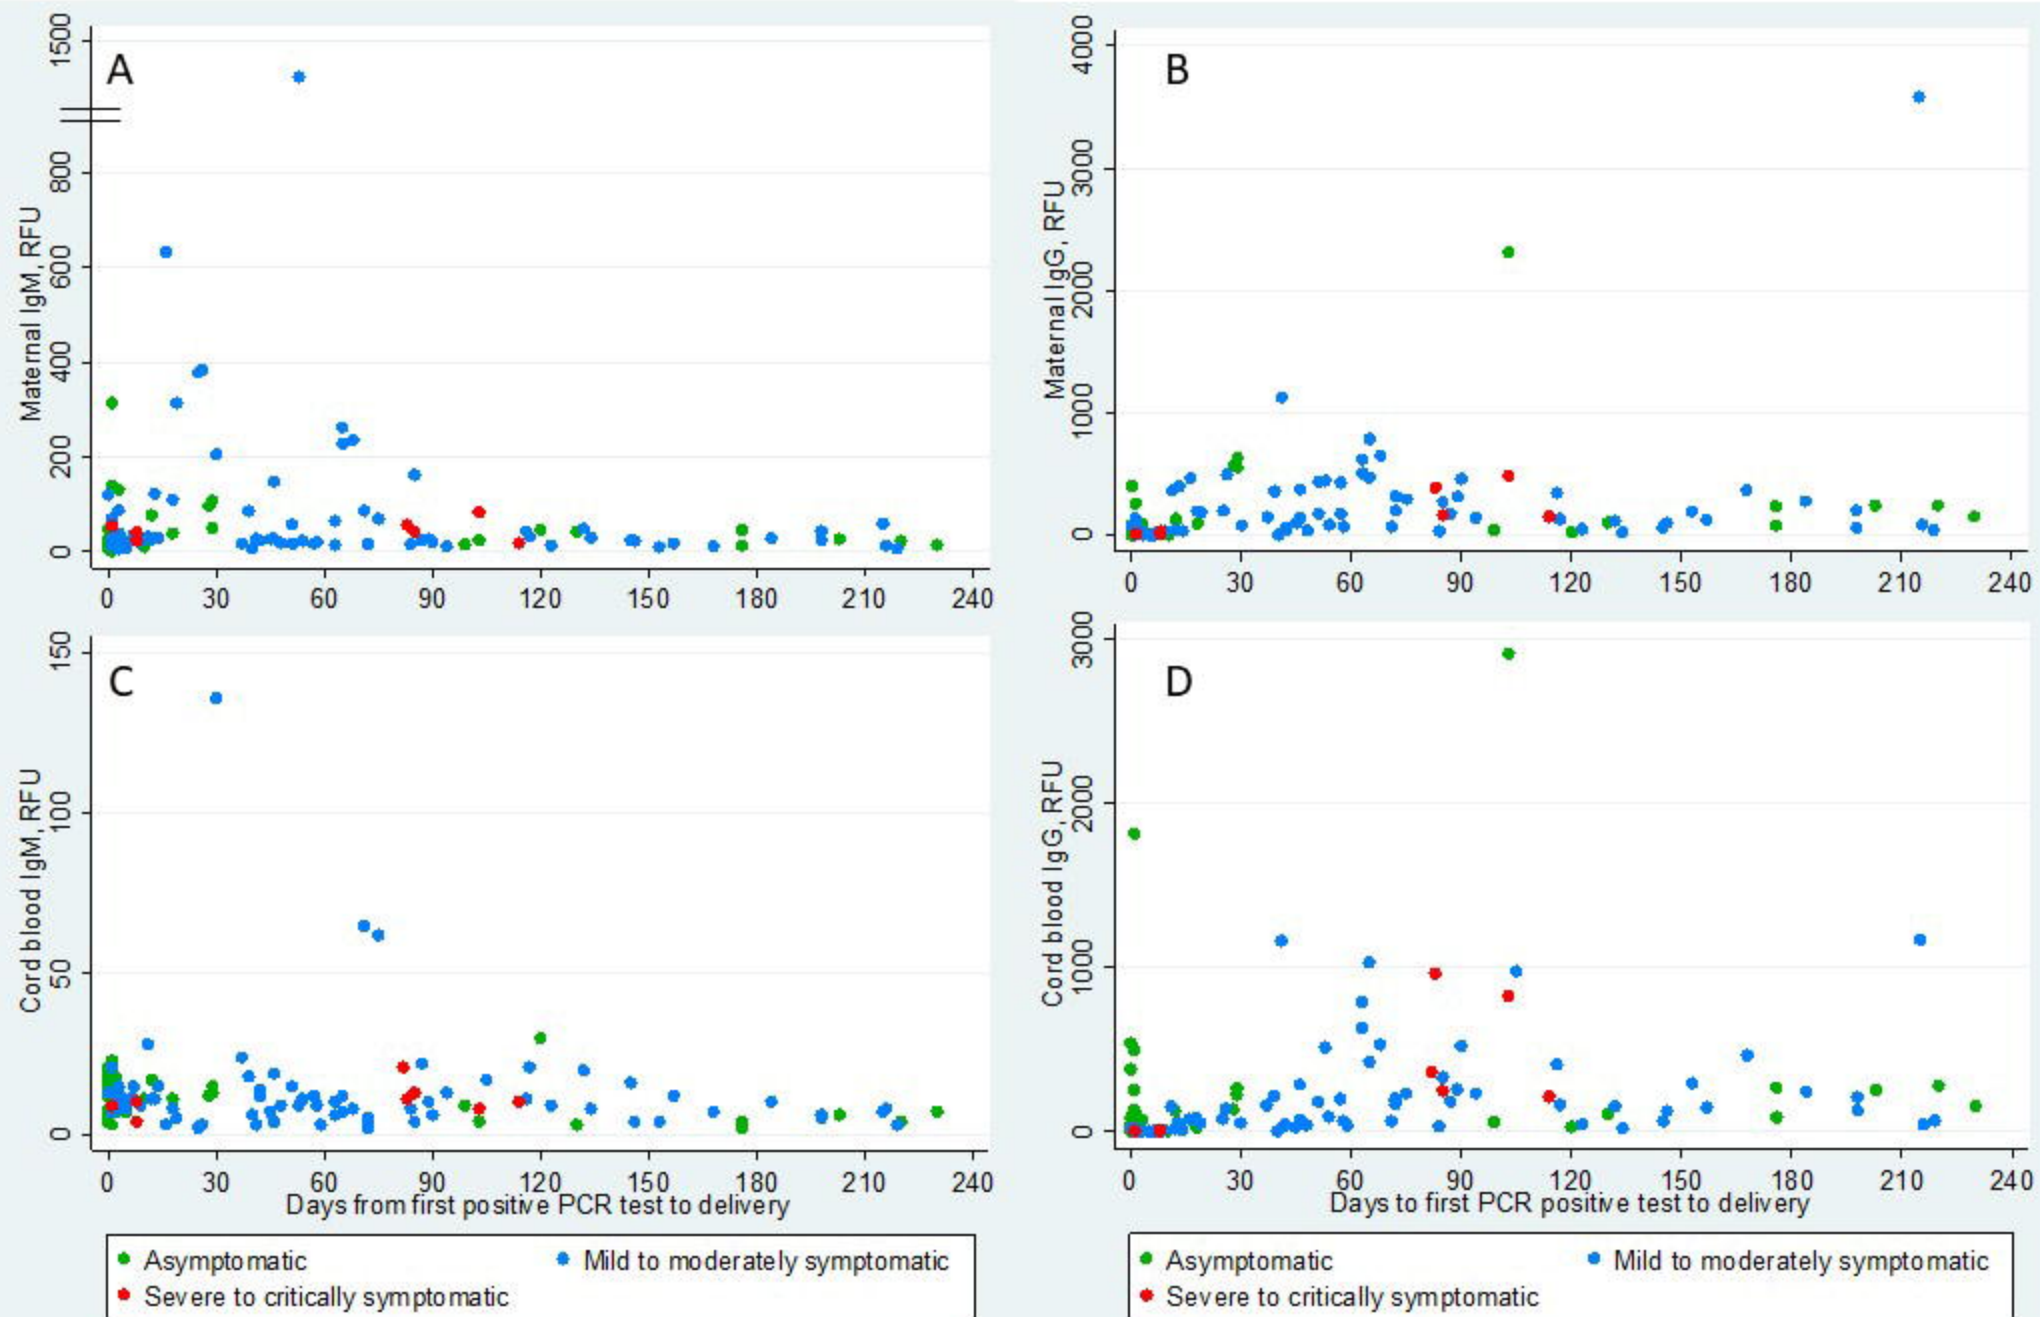 A
Maternal IgM, RFU
1500
800
600
400
200
0
0 30 60 90 120 150 180 210 240
B
Maternal IgG, RFU
4000
3000
2000
1000
0
0 30 60 90 120 150 180 210 240
C
Cord blood IgM, RFU
150
100
50
0
0 30 60 90 120 150 180 210 240
Days from first positive PCR test to delivery
D
Cord blood IgG, RFU
3000
2000
1000
0
0 30 60 90 120 150 180 210 240
Days to first PCR positive test to delivery
Asymptomatic Mild to moderately symptomatic
Severe to critically symptomatic
Asymptomatic Mild to moderately symptomatic
Severe to critically symptomatic